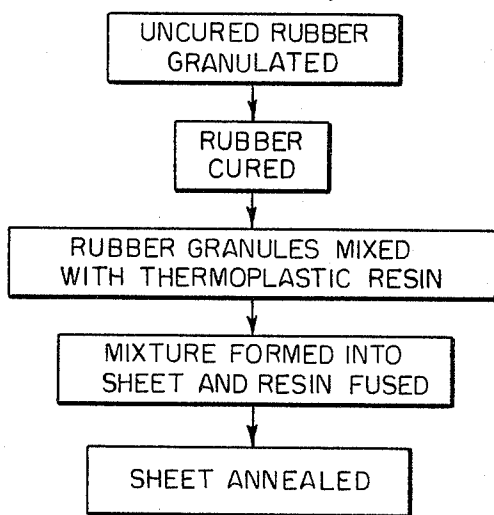 UNCURED RUBBER
GRANULATED
RUBBER
CURED
RUBBER GRANULES MIXED
WITH THERMOPLASTIC RESIN
MIXTURE FORMED INTO
SHEET AND RESIN FUSED
SHEET ANNEALED